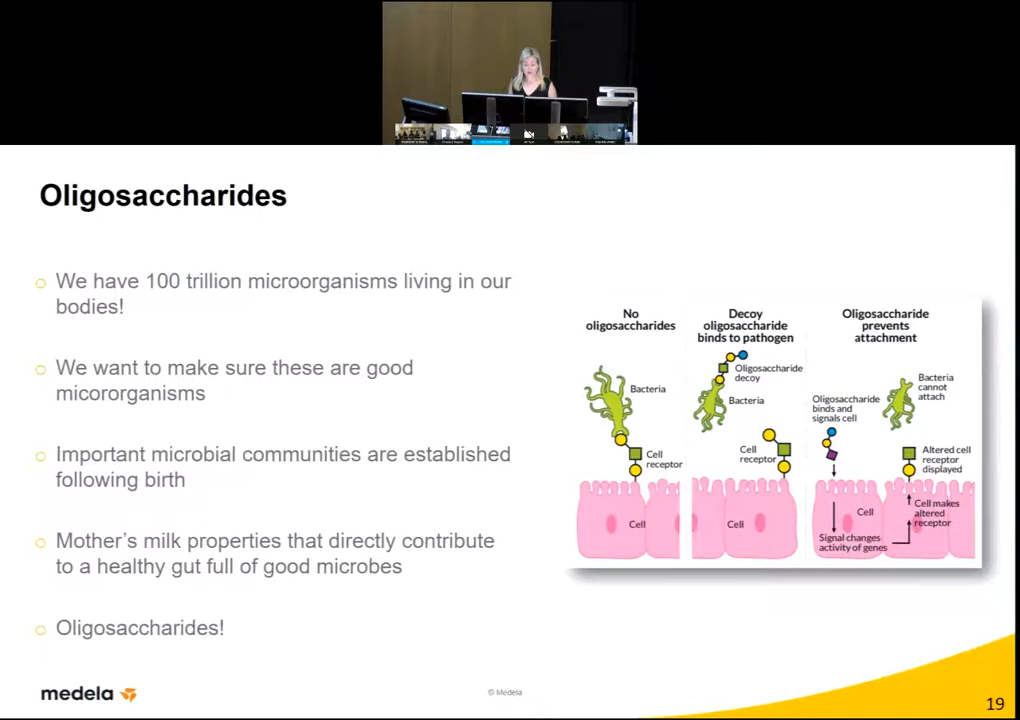 Oligosaccharides
We have 100 trillion microorganisms living in our
bodies!
We want to make sure these are good
micororganisms
Important microbial communities are established
following birth
Mother's milk properties that directly contribute
to a healthy gut full of good microbes
Oligosaccharides!
No
oligosaccharides
Bacteria
Cell
receptor
Cell
Decoy
oligosaccharide
binds to pathogen
Oligosaccharide
decoy
Bacteria
Cell
receptor
Cell
Oligosaccharide
prevents
attachment
Bacteria
cannot
attach
Oligosaccharide
binds and
signals cell
Altered cell
receptor
displayed
Cell
Cell makes
altered
receptor
Signal changes
activity of genes
medela
© Medela
19